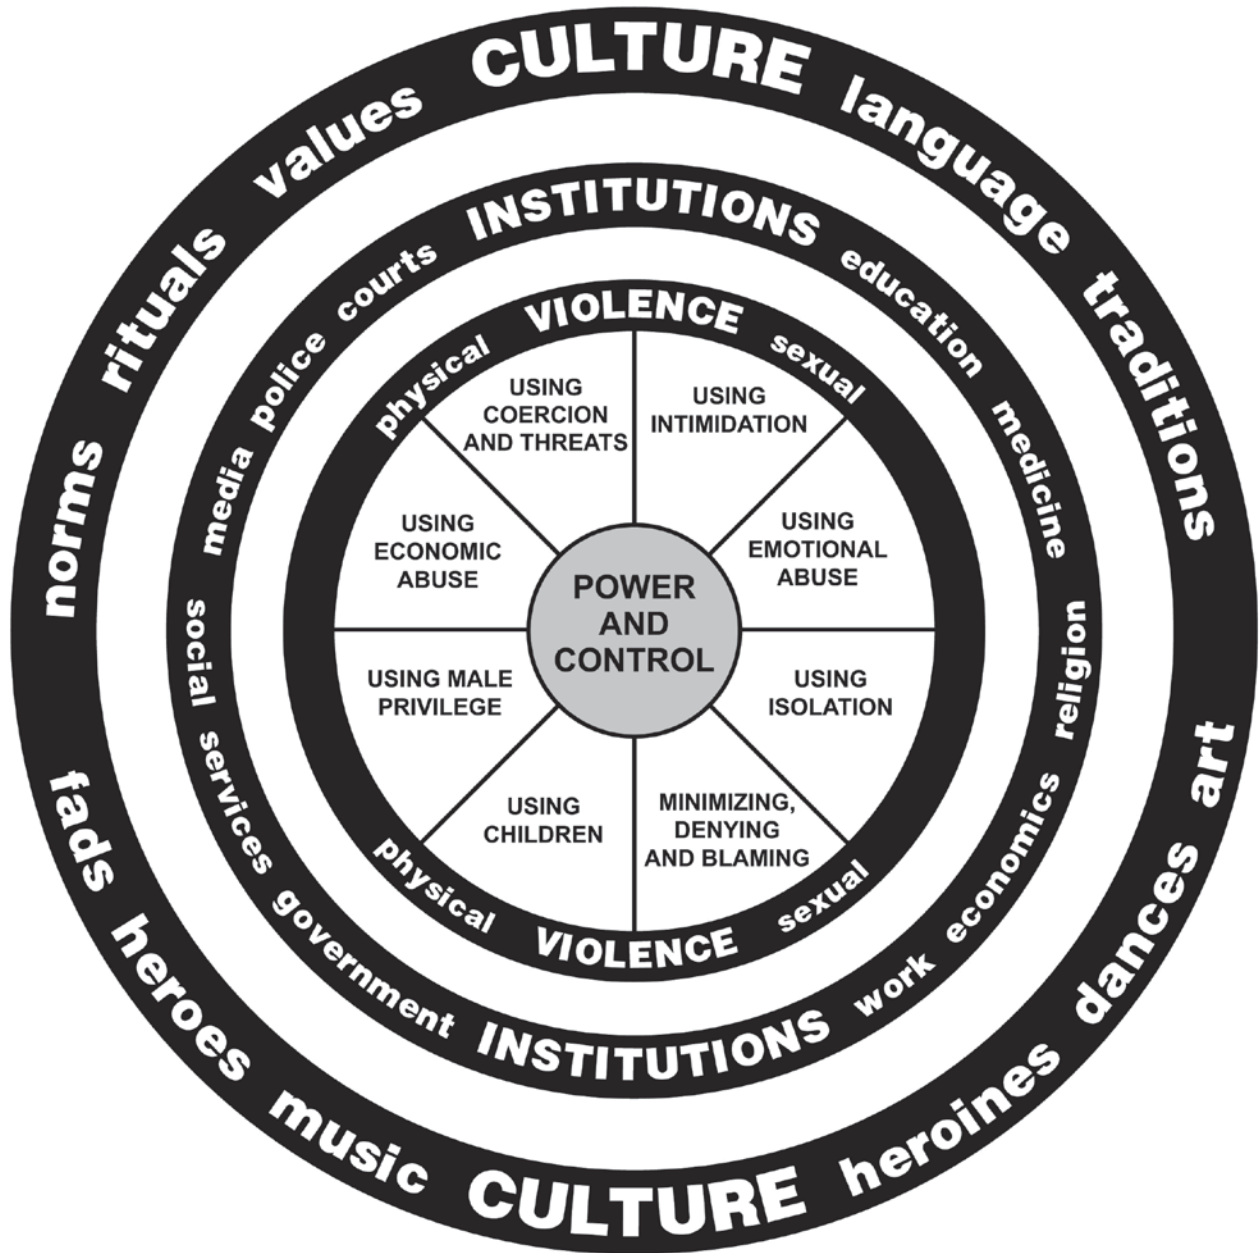 CULTURE
language
traditions
art
dances
heroines
CULTURE
music
heroes
fads
norms
rituals
values
INSTITUTIONS
education
medicine
religion
economics
work
INSTITUTIONS
government
social services
media
police
courts
VIOLENCE
sexual
sexual
VIOLENCE
physical
physical
USING
COERCION
AND THREATS
USING
INTIMIDATION
USING
EMOTIONAL
ABUSE
USING
ISOLATION
MINIMIZING,
DENYING
AND BLAMING
USING
CHILDREN
USING MALE
PRIVILEGE
USING
ECONOMIC
ABUSE
POWER
AND
CONTROL